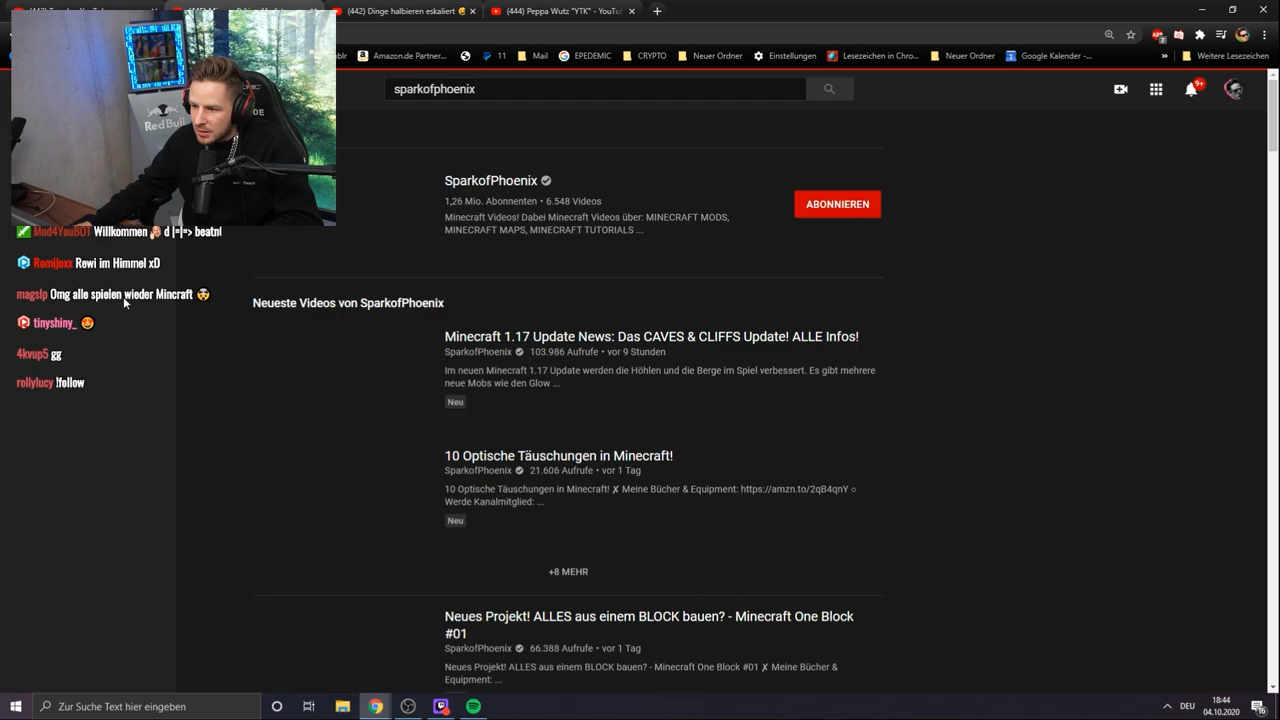 (442) Dinge halbieren eskaliert
(444) Peppa Wutz "YTK" - YouTu
Amazon.de Partner...
11
Mail
EPEDEMIC
CRYPTO
Neuer Ordner
Einstellungen
Lesezeichen in Chro...
Neuer Ordner
Google Kalender -...
»
Weitere Lesezeichen
sparkofphoenix
9+
Red Bull
SparkofPhoenix
1,26 Mio. Abonnenten • 6.548 Videos
Minecraft Videos! Dabei Minecraft Videos über: MINECRAFT MODS,
MINECRAFT MAPS, MINECRAFT TUTORIALS ...
ABONNIEREN
Mod4YouBOT Willkommen d |=|=> beatnf
Rømijoxx Rewi im Himmel xD
magslp Omg alle spielen wieder Mincraft 🤯
tinyshiny_ 😍
4kvup5 gg
rollylucy !follow
Neueste Videos von SparkofPhoenix
Minecraft 1.17 Update News: Das CAVES & CLIFFS Update! ALLE Infos!
SparkofPhoenix 103.986 Aufrufe • vor 9 Stunden
Im neuen Minecraft 1.17 Update werden die Höhlen und die Berge im Spiel verbessert. Es gibt mehrere
neue Mobs wie den Glow ...
Neu
10 Optische Täuschungen in Minecraft!
SparkofPhoenix 21.606 Aufrufe • vor 1 Tag
10 Optische Täuschungen in Minecraft! ✗ Meine Bücher & Equipment: https://amzn.to/2qB4qnY ○
Werde Kanalmitglied: ...
Neu
+8 MEHR
Neues Projekt! ALLES aus einem BLOCK bauen? - Minecraft One Block
#01
SparkofPhoenix 66.388 Aufrufe • vor 1 Tag
Neues Projekt! ALLES aus einem BLOCK bauen? - Minecraft One Block #01 ✗ Meine Bücher &
Equipment: ...
Zur Suche Text hier eingeben
DEU
18:44
04.10.2020
16